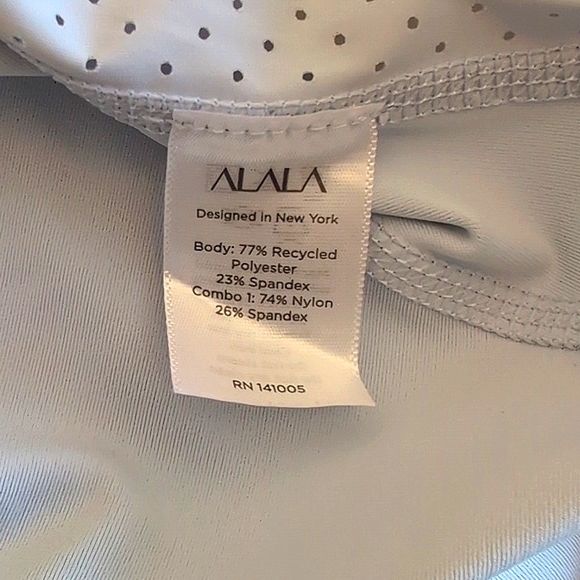 ALALA
Designed in New York
Body: 77% Recycled
Polyester
23% Spandex
Combo 1: 74% Nylon
26% Spandex
RN 141005